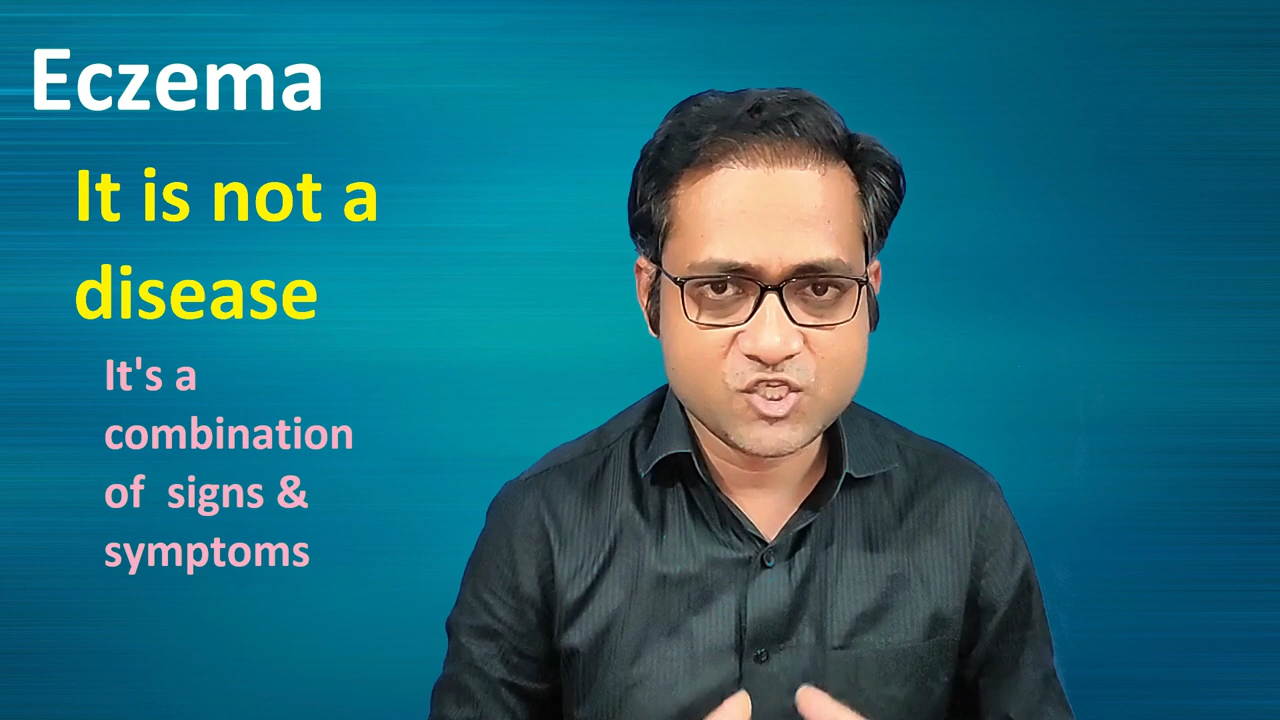 Eczema
It is not a
disease
It's a
combination
of  signs &
symptoms